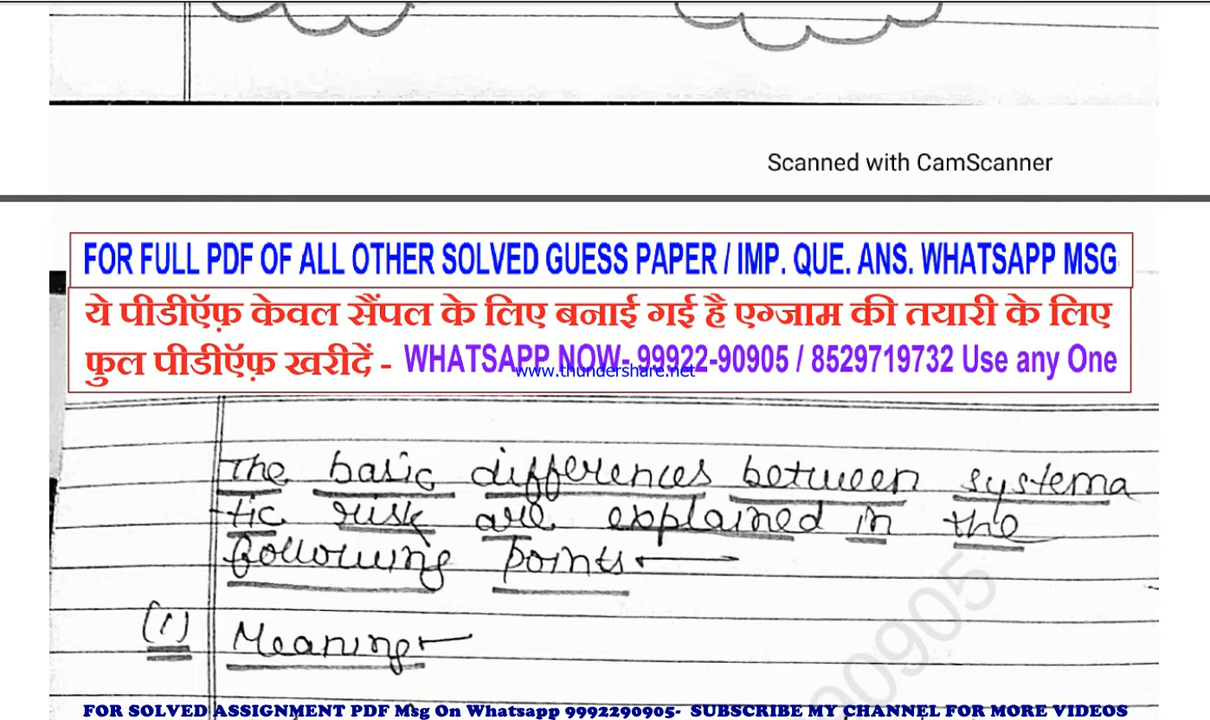 Scanned with CamScanner
FOR FULL PDF OF ALL OTHER SOLVED GUESS PAPER / IMP. QUE. ANS. WHATSAPP MSG
ये पीडीऍफ़ केवल सैंपल के लिए बनाई गई है एग्जाम की तयारी के लिए
फुल पीडीऍफ़ खरीदें - WHATSAPP NOW- 99922-90905 / 8529719732 Use any One
www.thundershare.net
The basic differences between systema
tic risk are explained in the
following points
(1) Meaning
0905
FOR SOLVED ASSIGNMENT PDF Msg On Whatsapp 9992290905- SUBSCRIBE MY CHANNEL FOR MORE VIDEOS